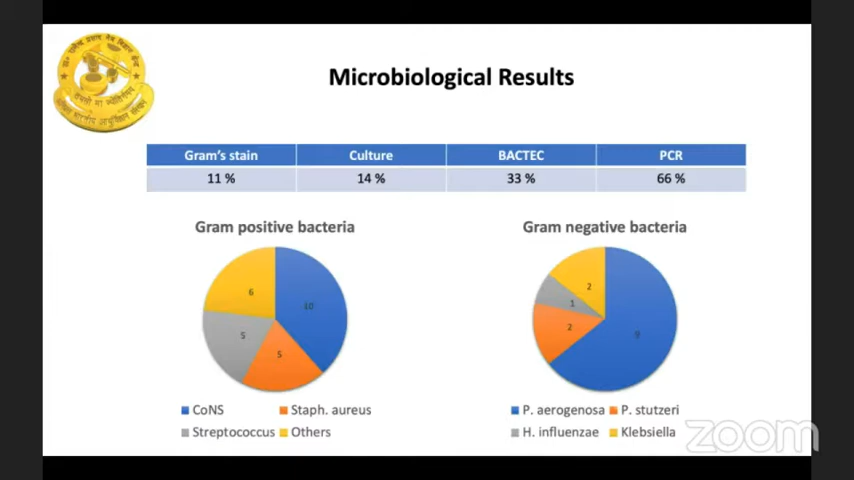 Microbiological Results
Gram's stain Culture BACTEC PCR
11 % 14 % 33 % 66 %
Gram positive bacteria
Gram negative bacteria
10
5
5
6
9
2
1
2
CoNS Staph. aureus
Streptococcus Others
P. aerogenosa P. stutzeri
H. influenzae Klebsiella
zoom